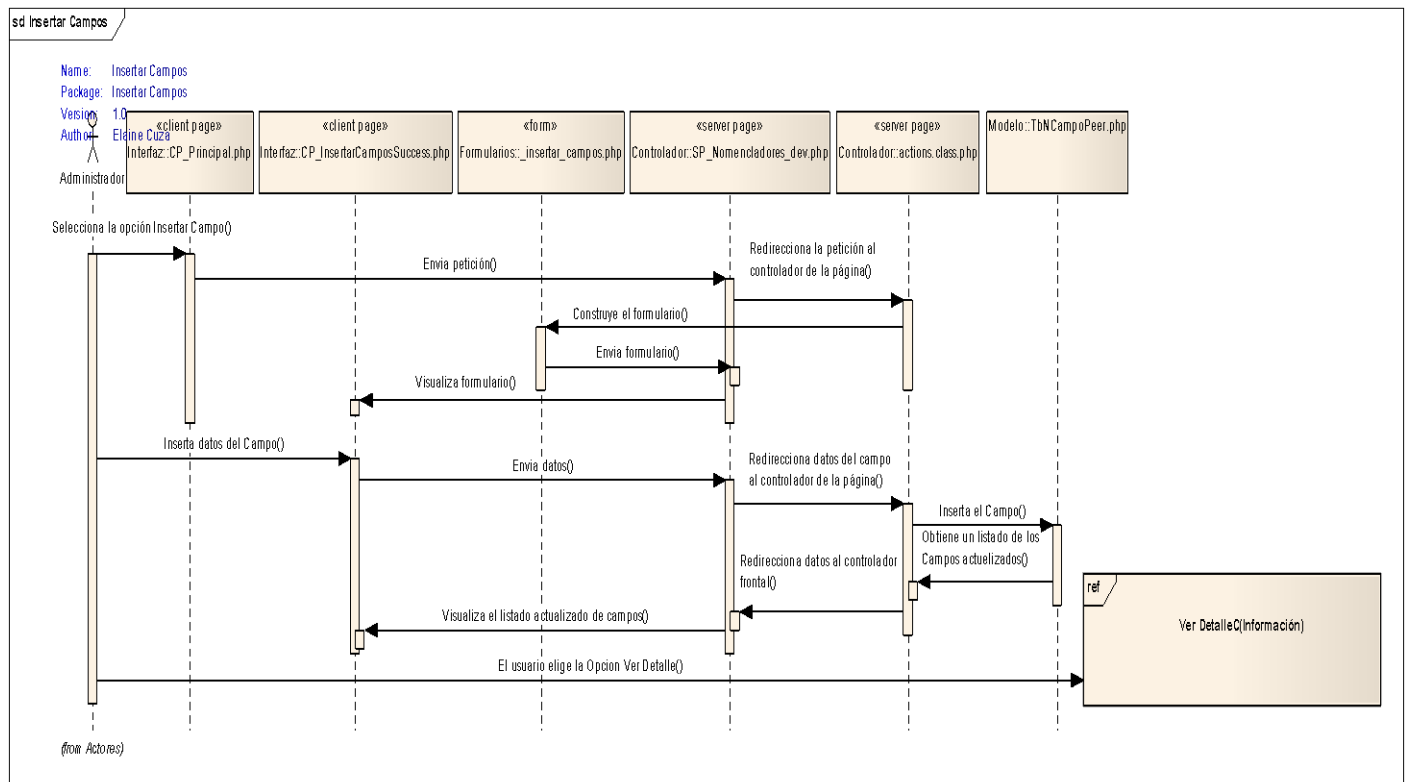 sd Insertar Campos
Name: Insertar Campos
Package: Insertar Campos
Version: 1.0
Author: Elaine Cuza
Administrador
«client page»
Interfaz::CP_Principal.php
«client page»
Interfaz::CP_InsertarCamposSuccess.php
«form»
Formularios::_insertar_campos.php
«server page»
Controlador::SP_Nomencladores_dev.php
«server page»
Controlador::actions.class.php
Modelo::TbNCampoPeer.php
Selecciona la opción Insertar Campo()
Envia petición()
Redirecciona la petición al
controlador de la página()
Construye el formulario()
Envia formulario()
Visualiza formulario()
Inserta datos del Campo()
Envia datos()
Redirecciona datos del campo
al controlador de la página()
Inserta el Campo()
Obtiene un listado de los
Campos actuelizados()
Redirecciona datos al controlador
frontal()
Visualiza el listado actualizado de campos()
ref
Ver DetalleC(Información)
El usuario elige la Opcion Ver Detalle()
(from Actores)